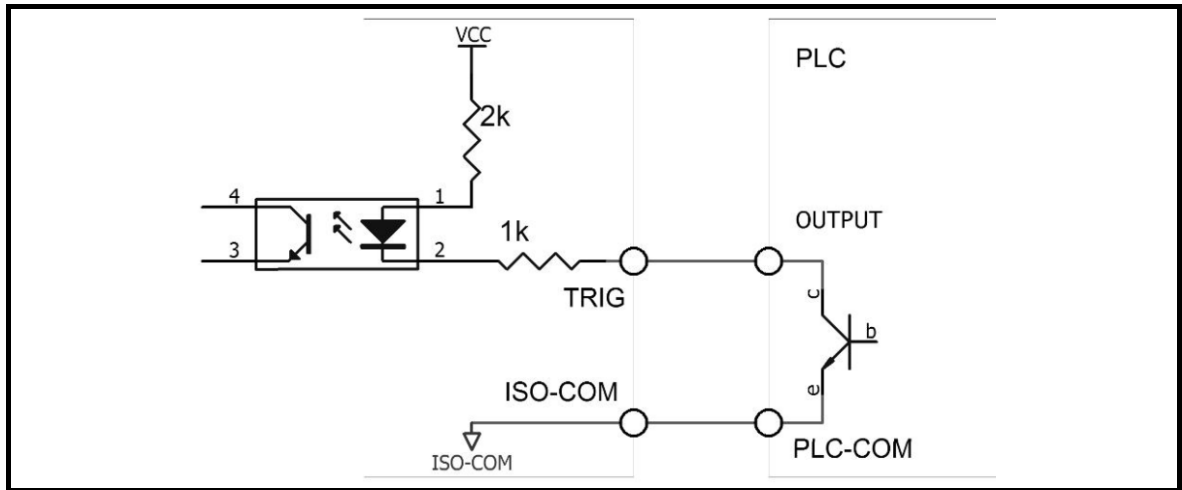 VCC
PLC
2k
4
1
OUTPUT
1k
3
2
TRIG
c
b
ISO-COM
e
PLC-COM
ISO-COM